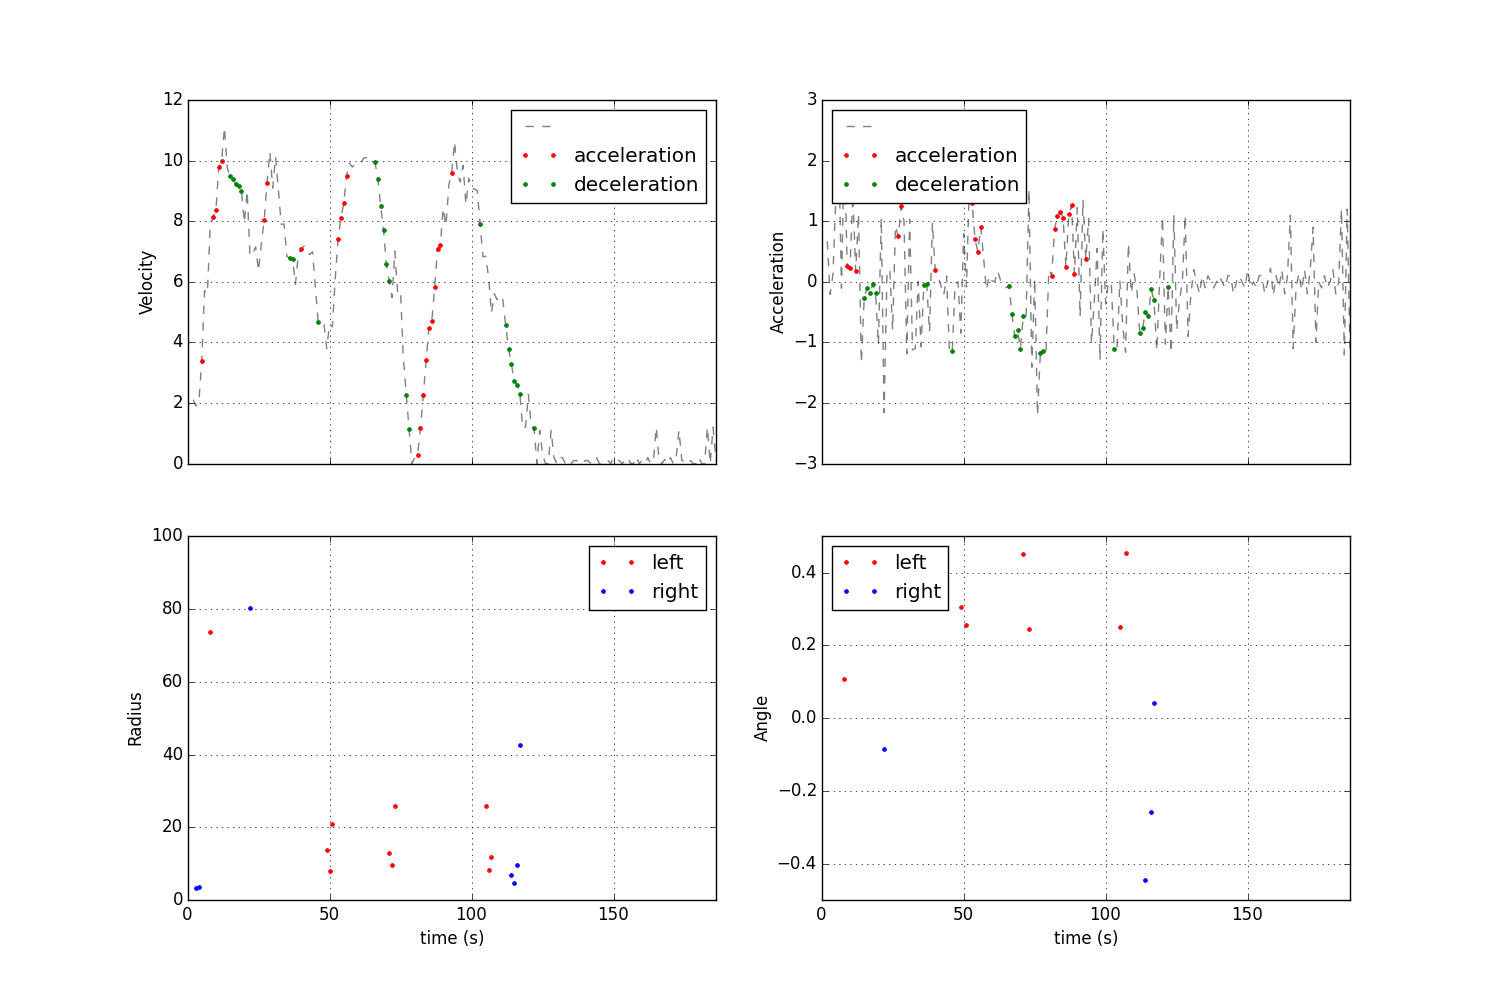 12
10
8
6
4
2
0
Velocity
acceleration
deceleration
3
2
1
0
−1
−2
−3
Acceleration
acceleration
deceleration
100
80
60
40
20
0
Radius
left
right
0 50 100 150
time (s)
0.4
0.2
0.0
−0.2
−0.4
Angle
left
right
0 50 100 150
time (s)